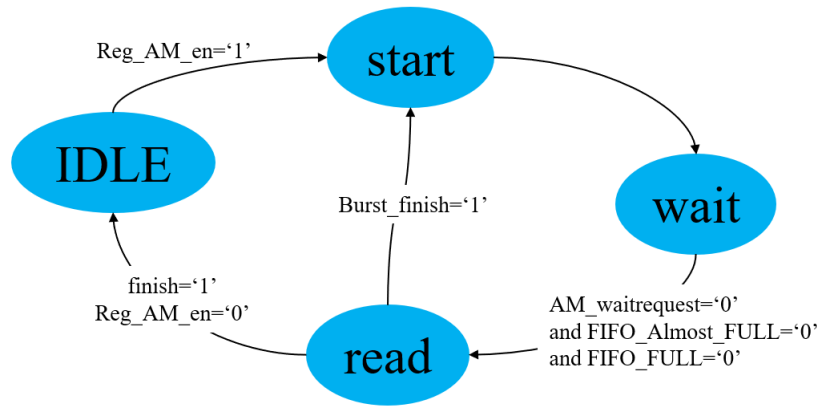 Reg_AM_en=‘1’
start
IDLE
Burst_finish=‘1’
wait
finish=‘1’
Reg_AM_en=‘0’
AM_waitrequest=‘0’
and FIFO_Almost_FULL=‘0’
and FIFO_FULL=‘0’
read